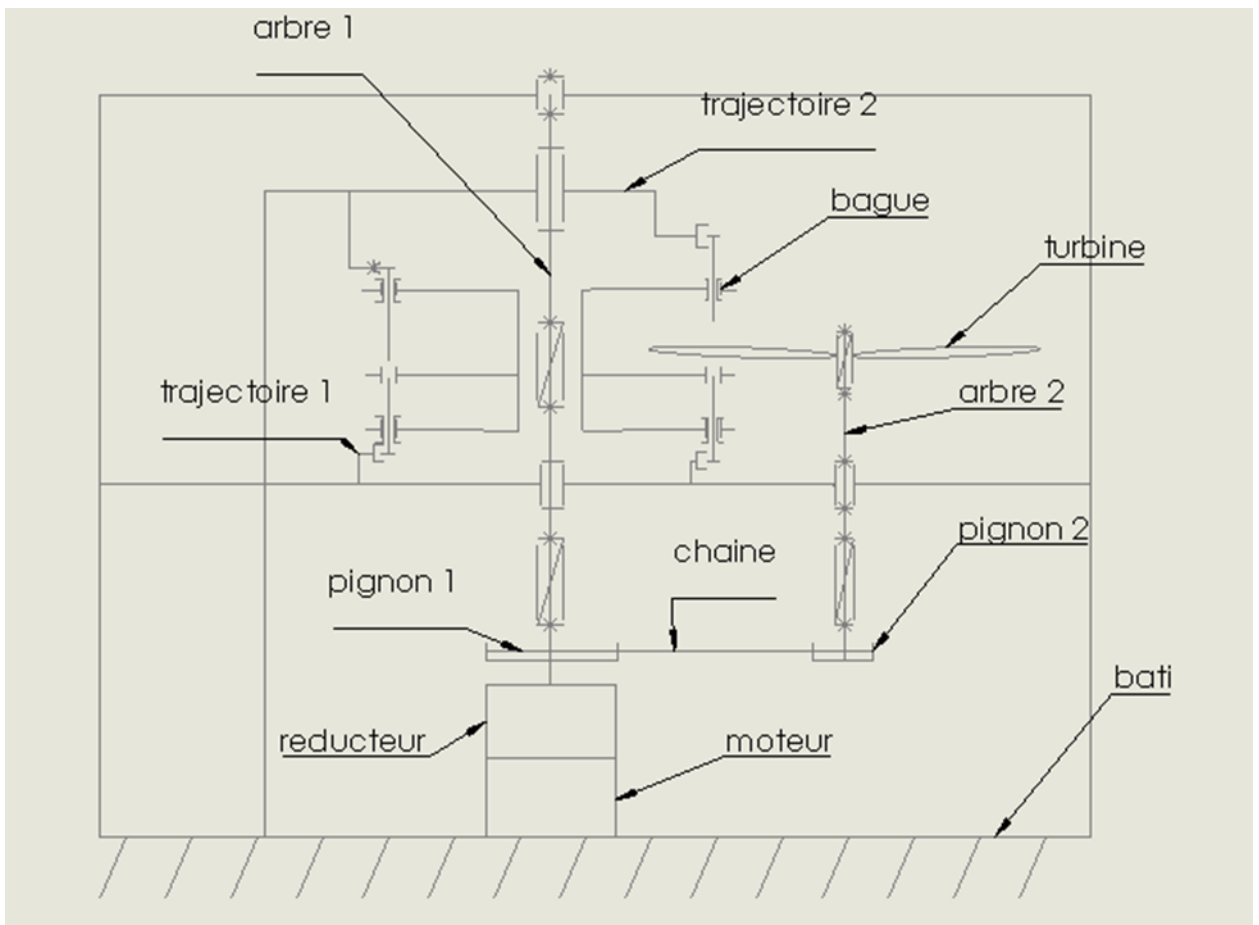 arbre 1
trajectoire 2
bague
turbine
trajectoire 1
arbre 2
pignon 2
chaine
pignon 1
bati
reducteur
moteur